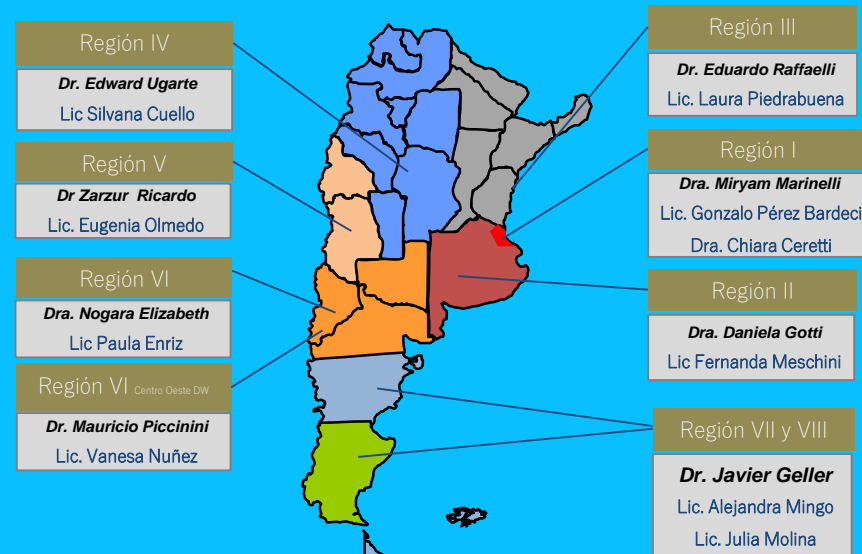 Región IV
Dr. Edward Ugarte
Lic Silvana Cuello
Región V
Dr Zarzur Ricardo
Lic. Eugenia Olmedo
Región VI
Dra. Nogara Elizabeth
Lic Paula Enriz
Región VI Centro Oeste DW
Dr. Mauricio Piccinini
Lic. Vanesa Nuñez
Región III
Dr. Eduardo Raffaelli
Lic. Laura Piedrabuena
Región I
Dra. Miryam Marinelli
Lic. Gonzalo Pérez Bardeci
Dra. Chiara Ceretti
Región II
Dra. Daniela Gotti
Lic Fernanda Meschini
Región VII y VIII
Dr. Javier Geller
Lic. Alejandra Mingo
Lic. Julia Molina